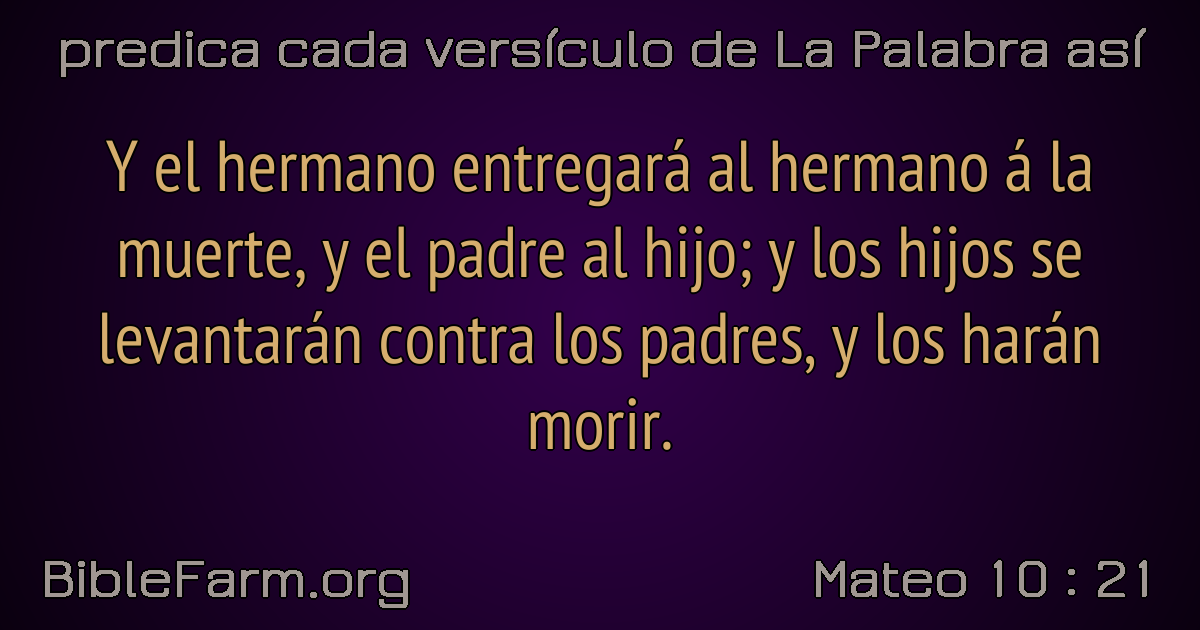 predica cada versículo de La Palabra así
Y el hermano entregará al hermano á la
muerte, y el padre al hijo; y los hijos se
levantarán contra los padres, y los harán
morir.
BibleFarm.org
Mateo 10 : 21